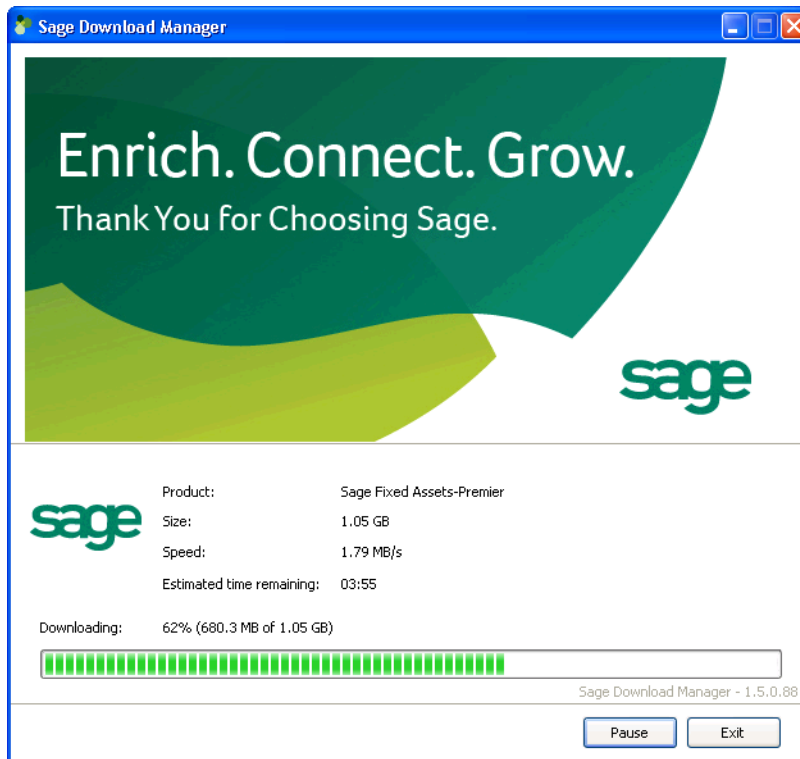 Sage Download Manager
Enrich. Connect. Grow.
Thank You for Choosing Sage.
sage
sage
Product: Sage Fixed Assets-Premier
Size: 1.05 GB
Speed: 1.79 MB/s
Estimated time remaining: 03:55
Downloading: 62% (680.3 MB of 1.05 GB)
Sage Download Manager - 1.5.0.88
Pause Exit